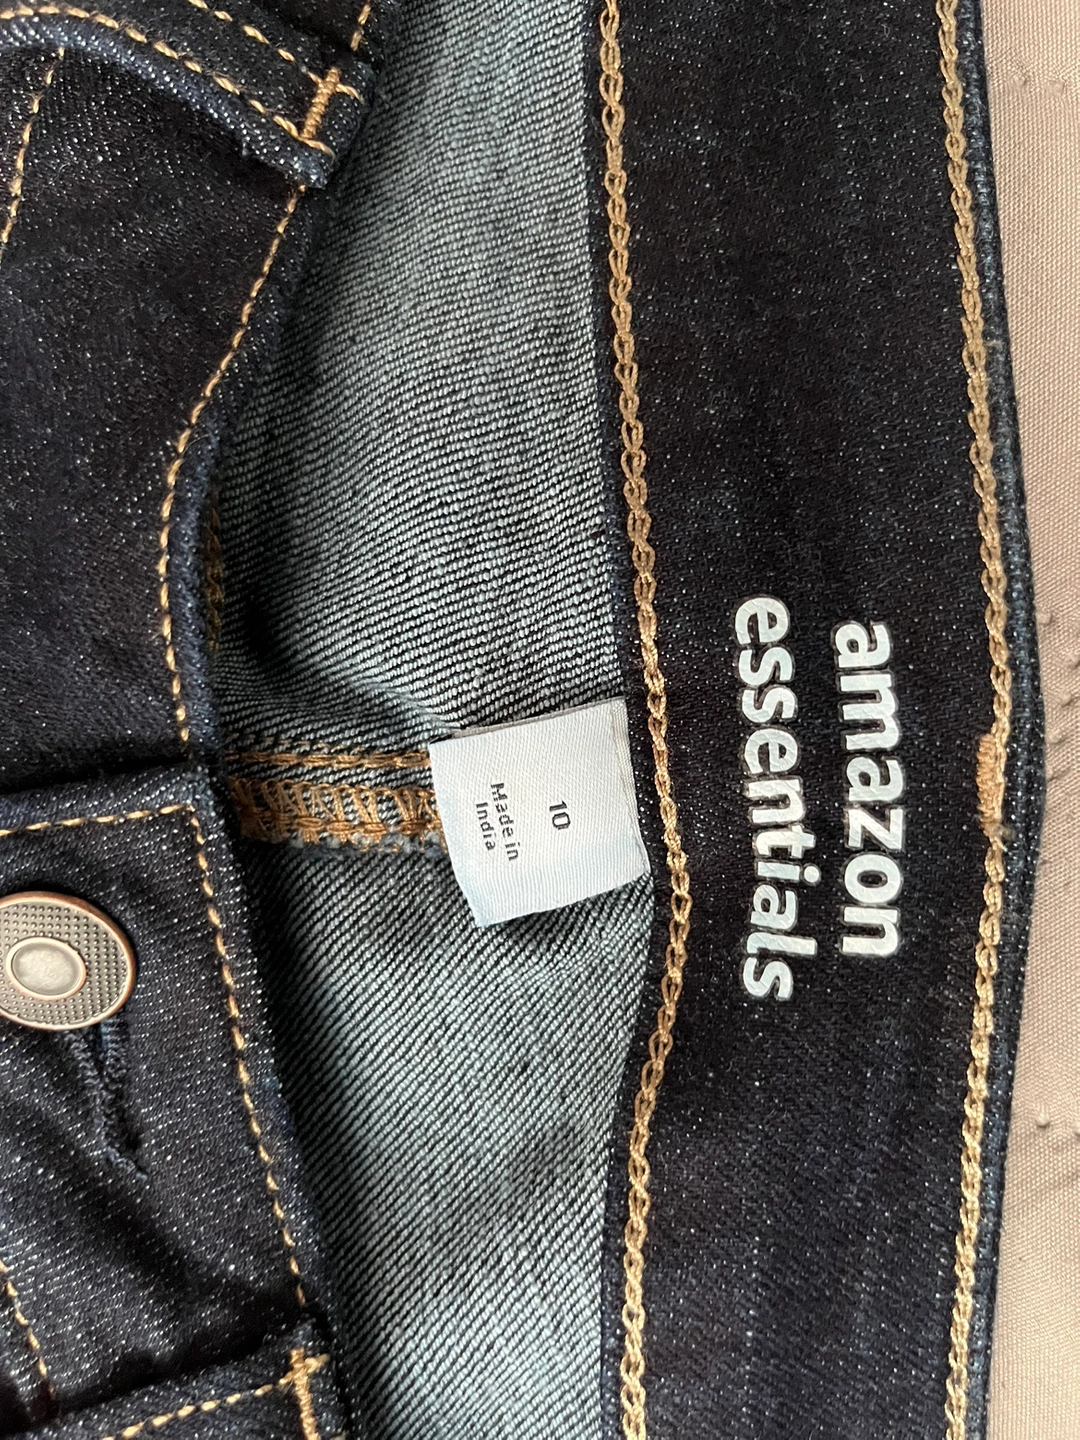 amazon
essentials
10
Made in
India